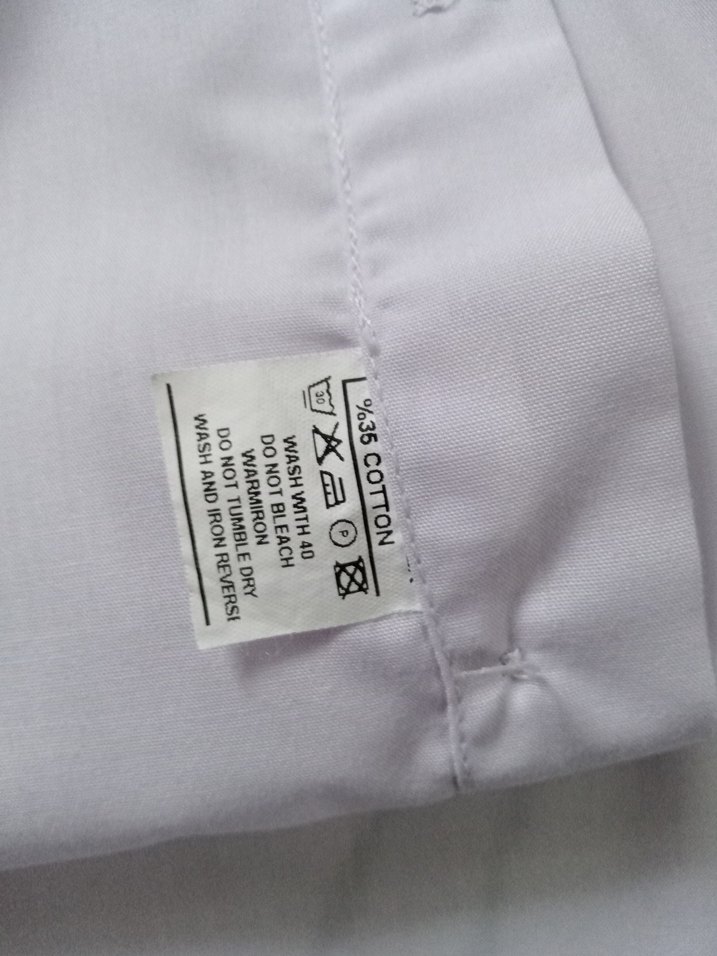 %35 COTTON
30
P
WASH WITH 40
DO NOT BLEACH
WARMIRON
DO NOT TUMBLE DRY
WASH AND IRON REVERSE